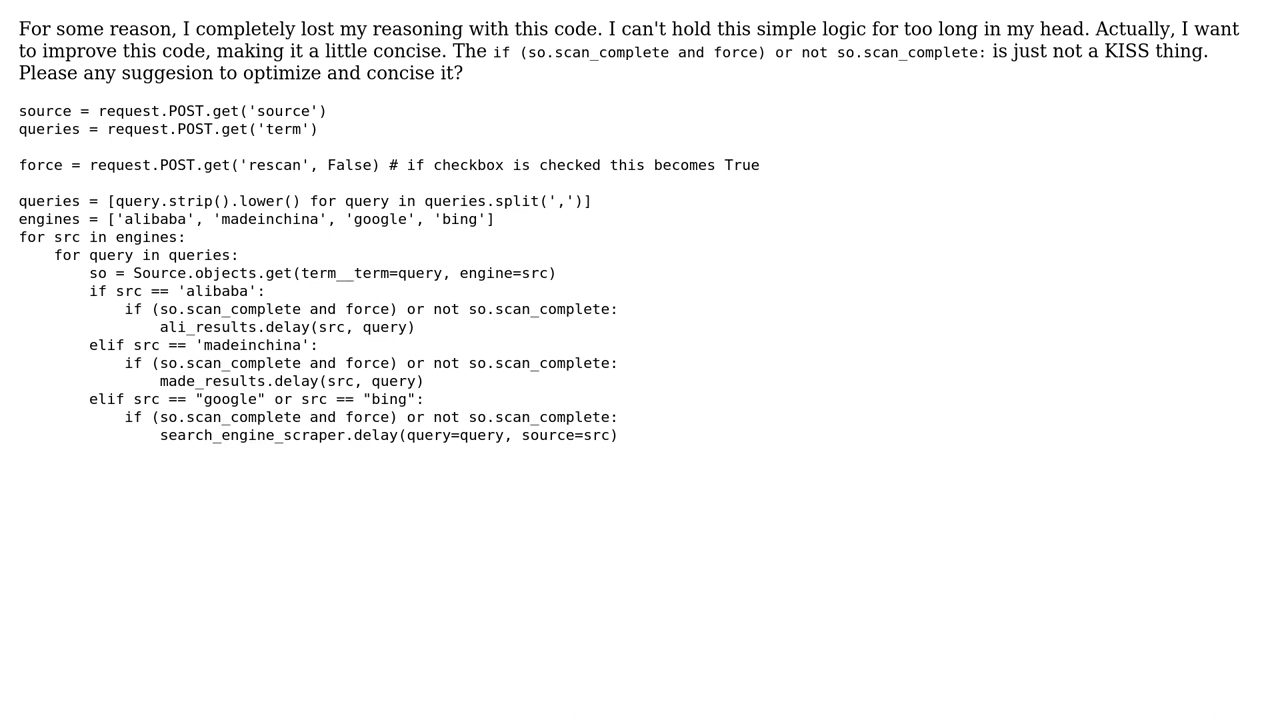 For some reason, I completely lost my reasoning with this code. I can't hold this simple logic for too long in my head. Actually, I want
to improve this code, making it a little concise. The if (so.scan_complete and force) or not so.scan_complete: is just not a KISS thing.
Please any suggesion to optimize and concise it?
source = request.POST.get('source')
queries = request.POST.get('term')
force = request.POST.get('rescan', False) # if checkbox is checked this becomes True
queries = [query.strip().lower() for query in queries.split(',')]
engines = ['alibaba', 'madeinchina', 'google', 'bing']
for src in engines:
    for query in queries:
        so = Source.objects.get(term__term=query, engine=src)
        if src == 'alibaba':
            if (so.scan_complete and force) or not so.scan_complete:
                ali_results.delay(src, query)
        elif src == 'madeinchina':
            if (so.scan_complete and force) or not so.scan_complete:
                made_results.delay(src, query)
        elif src == "google" or src == "bing":
            if (so.scan_complete and force) or not so.scan_complete:
                search_engine_scraper.delay(query=query, source=src)